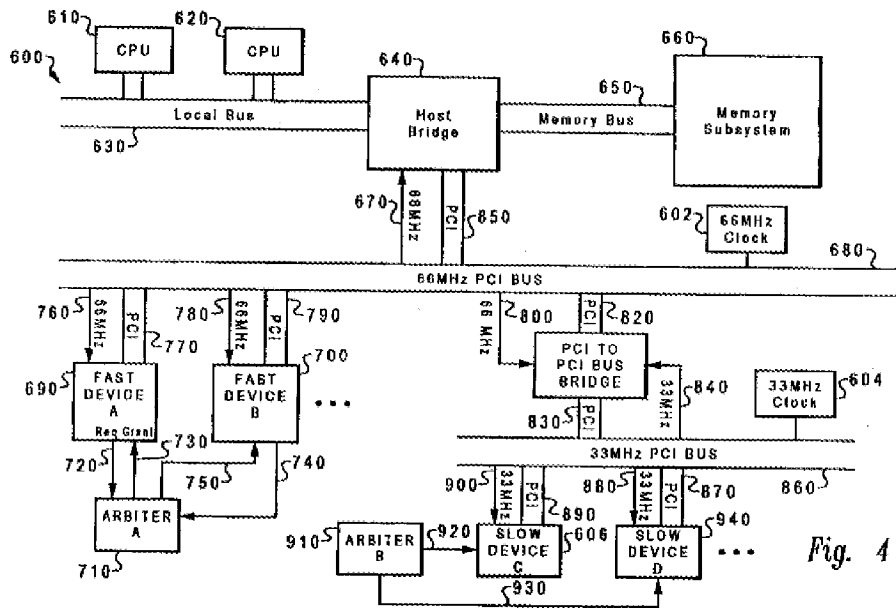 610
CPU
620
CPU
600
640
Host
Bridge
660
Memory
Subsystem
650
Local Bus
Memory Bus
630
670
66MHz
PCI
850
602
66MHz
Clock
680
66MHz PCI BUS
760
66MHz
PCI
770
780
66MHz
PCI
790
800
66 MHz
PCI
820
690
FAST
DEVICE
A
Req Grant
700
FAST
DEVICE
B
...
PCI TO
PCI BUS
BRIDGE
33MHz
840
33MHz
Clock
604
830
PCI
720
730
750
740
33MHz PCI BUS
860
ARBITER
A
710
900
33MHz
PCI
890
880
33MHz
PCI
870
910
ARBITER
B
920
SLOW
DEVICE
C
606
SLOW
DEVICE
D
940
...
930
Fig. 4